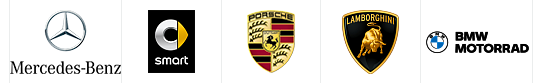 Mercedes-Benz
smart
PORSCHE
LAMBORGHINI
BMW
MOTORRAD